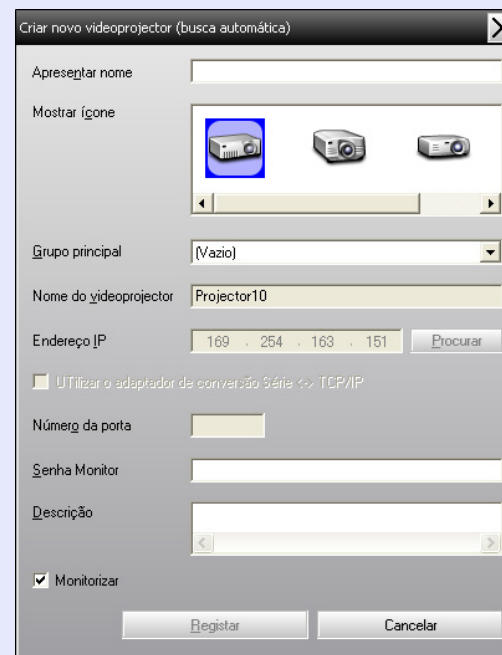 Criar novo videoprojector (busca automática)
Apresentar nome
Mostrar ícone
Grupo principal
(Vazio)
Nome do videoprojector
Projector10
Endereço IP
169 . 254 . 163 . 151
Procurar
UTilizar o adaptador de conversão Série <-> TCP/IP
Número da porta
Senha Monitor
Descrição
Monitorizar
Registar
Cancelar